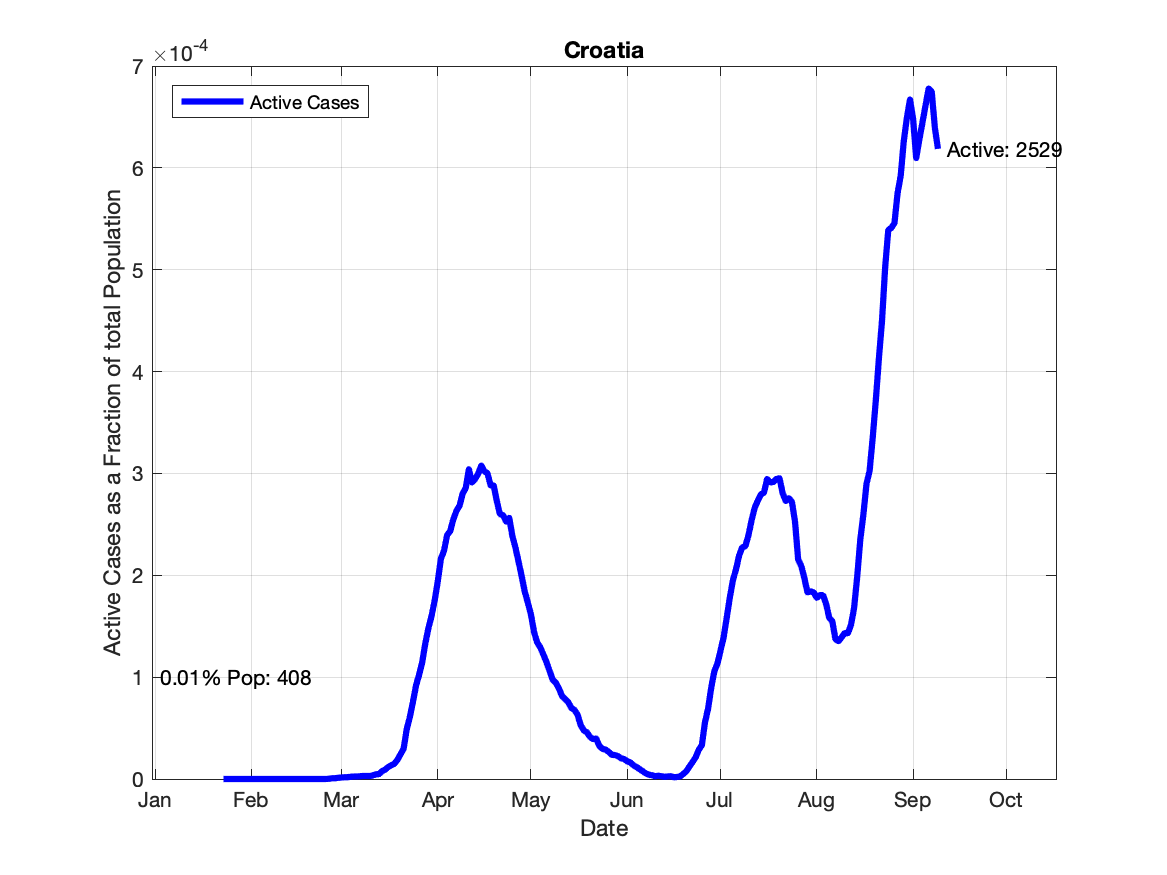 Croatia
×10-4
Active Cases
7
6
5
4
3
2
1
0
Active Cases as a Fraction of total Population
Active: 2529
0.01% Pop: 408
Jan Feb Mar Apr May Jun Jul Aug Sep Oct
Date